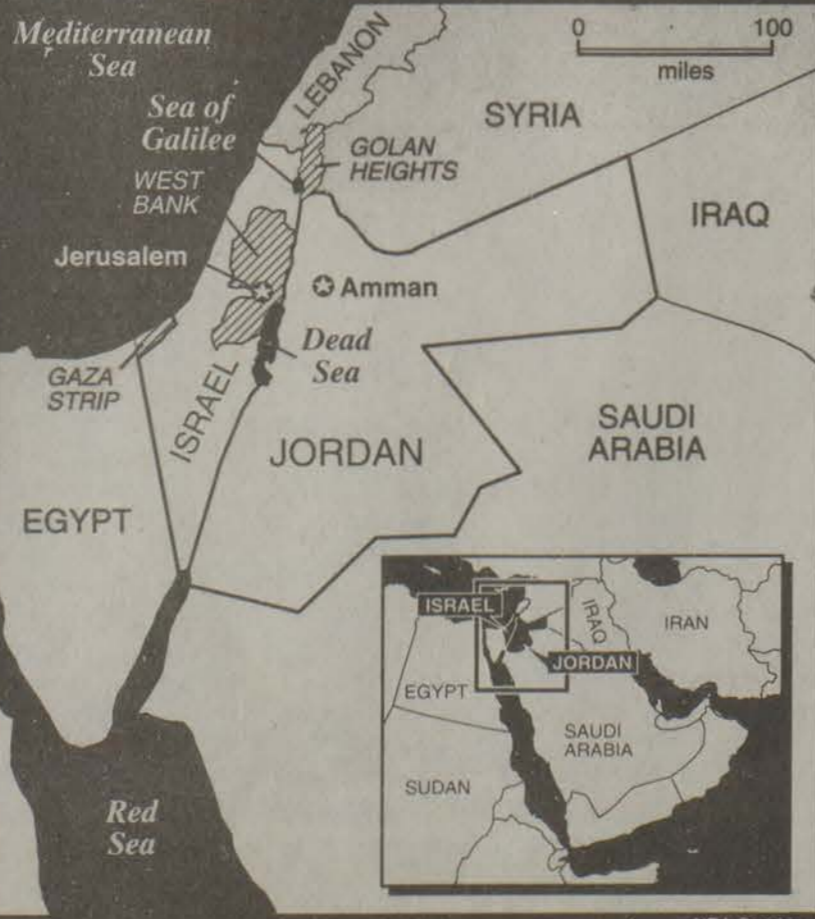 Mediterranean
Sea
0 100
miles
LEBANON
Sea of
Galilee
SYRIA
GOLAN
HEIGHTS
WEST
BANK
IRAQ
Jerusalem
Amman
Dead
Sea
GAZA
STRIP
ISRAEL
JORDAN
SAUDI
ARABIA
EGYPT
ISRAEL
IRAQ
IRAN
JORDAN
EGYPT
SAUDI
ARABIA
SUDAN
Red
Sea